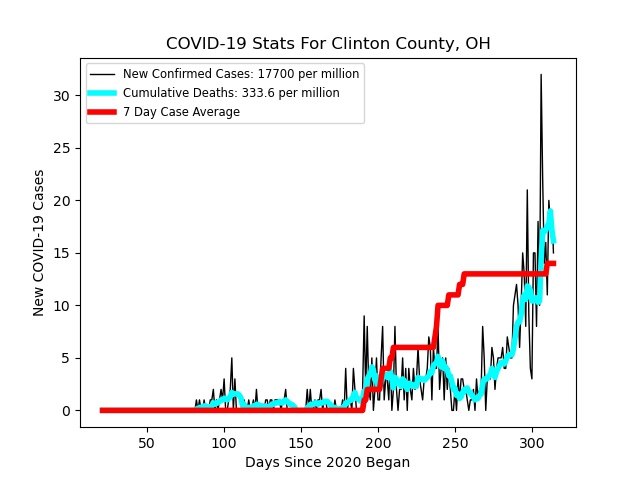 COVID-19 Stats For Clinton County, OH
New Confirmed Cases: 17700 per million
Cumulative Deaths: 333.6 per million
7 Day Case Average
New COVID-19 Cases
30
25
20
15
10
5
0
50 100 150 200 250 300
Days Since 2020 Began